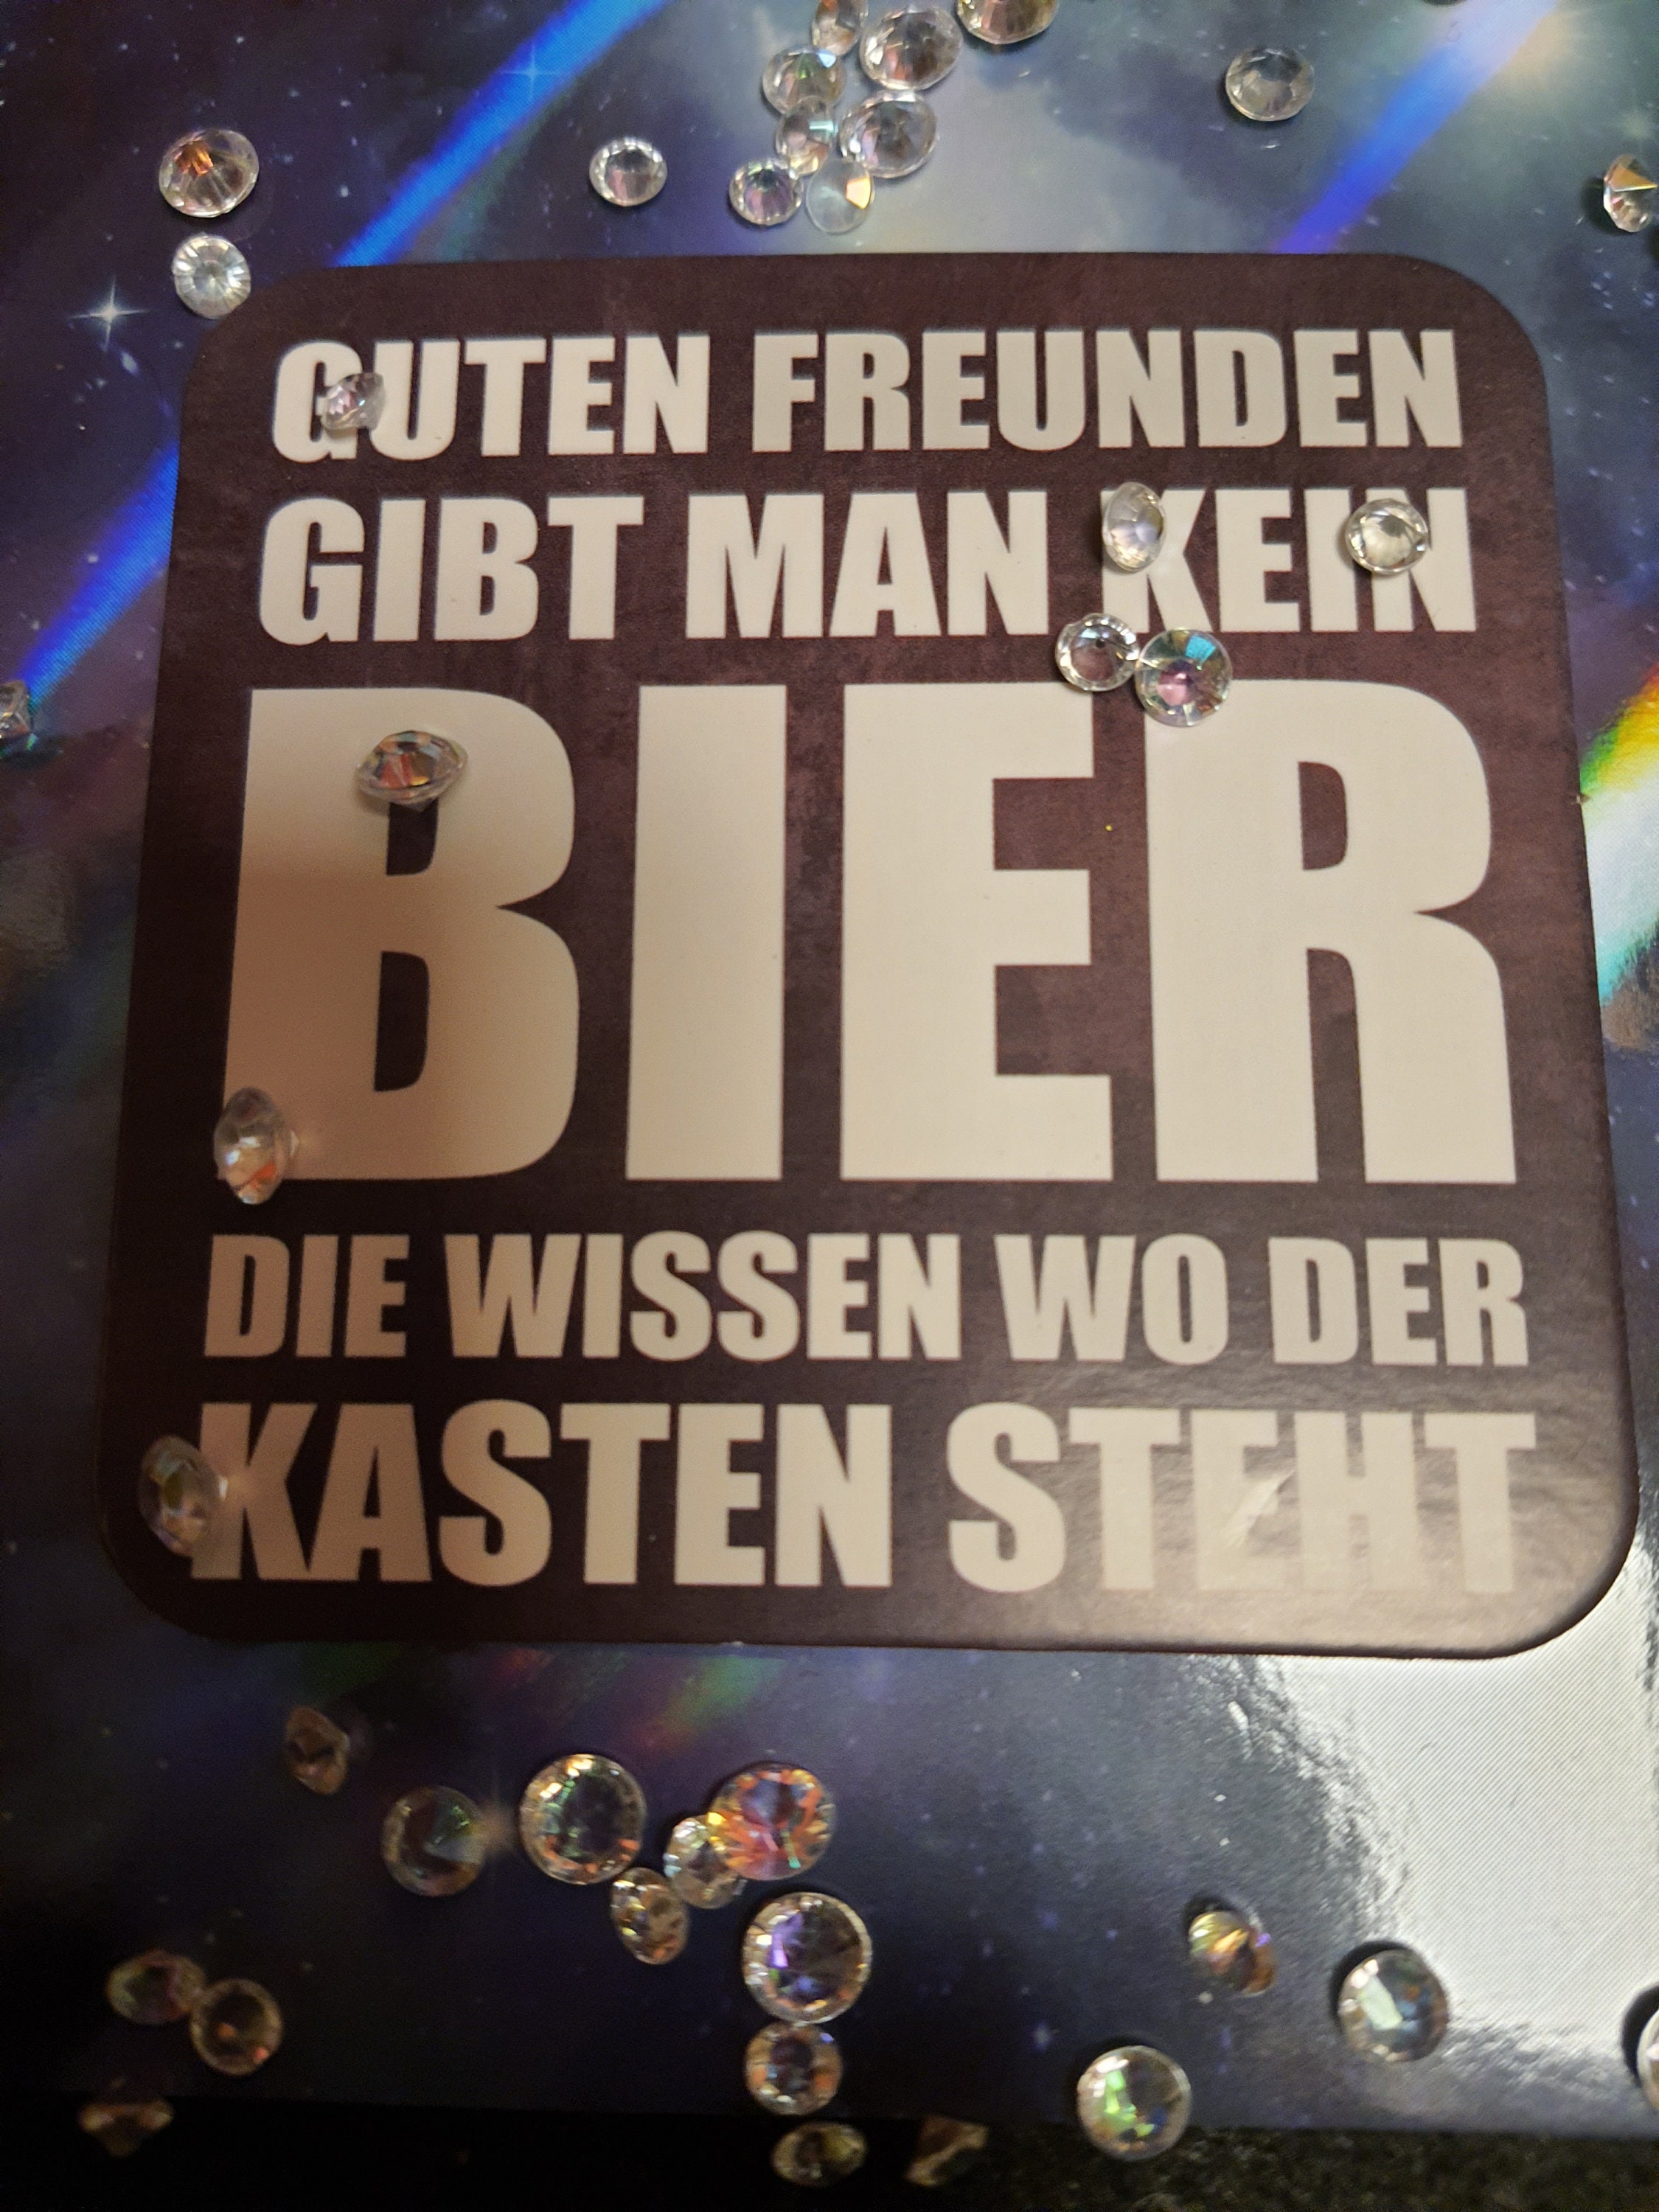 GUTEN FREUNDEN
GIBT MAN KEIN
BIER
DIE WISSEN WO DER
KASTEN STEHT